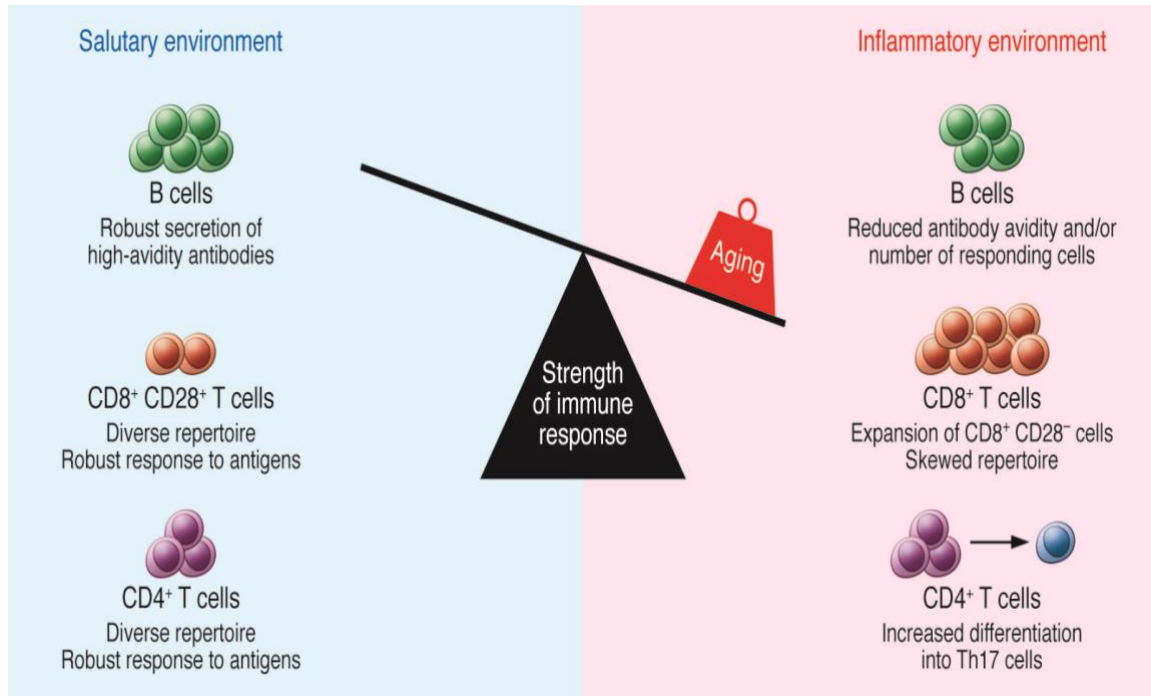 Salutary environment
B cells
Robust secretion of
high-avidity antibodies
CD8⁺ CD28⁺ T cells
Diverse repertoire
Robust response to antigens
CD4⁺ T cells
Diverse repertoire
Robust response to antigens
Aging
Strength
of immune
response
Inflammatory environment
B cells
Reduced antibody avidity and/or
number of responding cells
CD8⁺ T cells
Expansion of CD8⁺ CD28⁻ cells
Skewed repertoire
CD4⁺ T cells
Increased differentiation
into Th17 cells